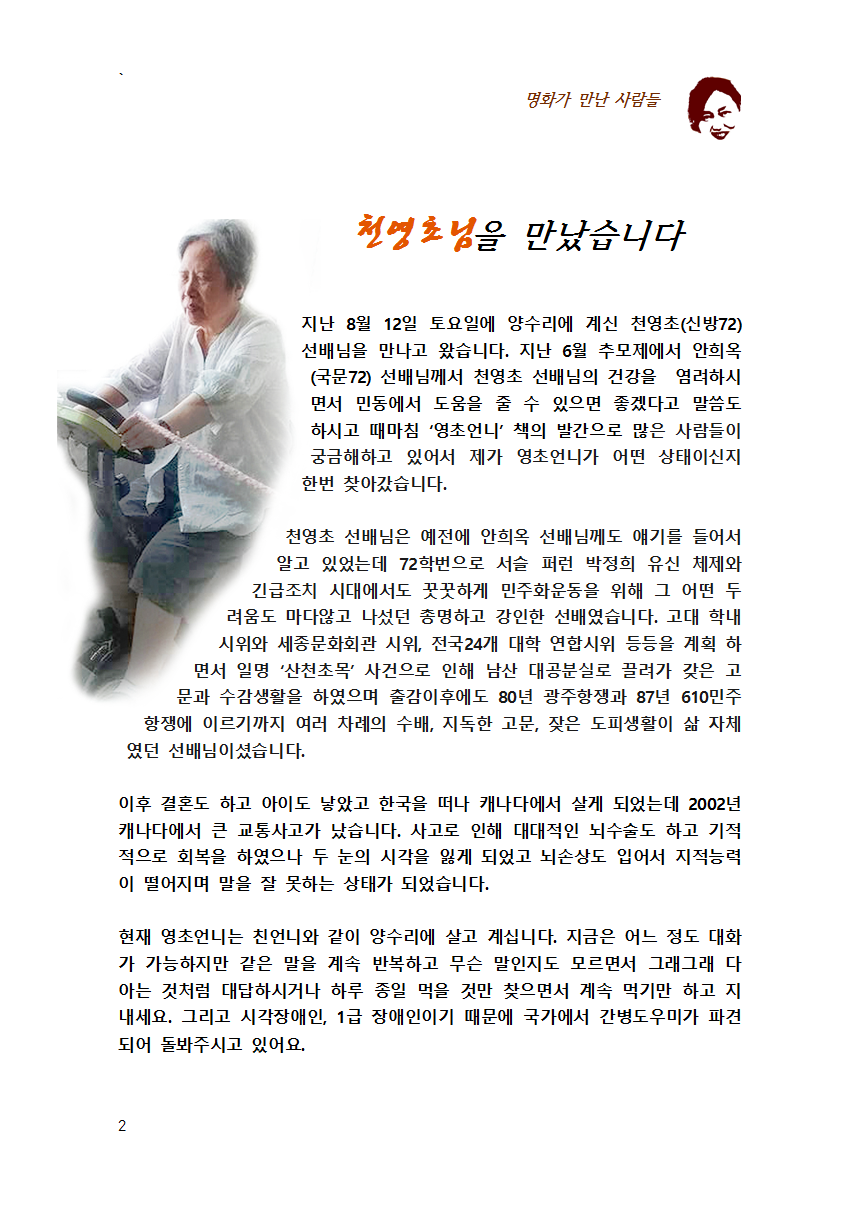 `
명화가 만난 사람들
천영초님을 만났습니다
지난 8월 12일 토요일에 양수리에 계신 천영초(신방72)
선배님을 만나고 왔습니다. 지난 6월 추모제에서 안희옥
(국문72) 선배님께서 천영초 선배님의 건강을 염려하시
면서 민동에서 도움을 줄 수 있으면 좋겠다고 말씀도
하시고 때마침 ‘영초언니’ 책의 발간으로 많은 사람들이
궁금해하고 있어서 제가 영초언니가 어떤 상태이신지
한번 찾아갔습니다.
천영초 선배님은 예전에 안희옥 선배님께도 얘기를 들어서
알고 있었는데 72학번으로 서슬 퍼런 박정희 유신 체제와
긴급조치 시대에서도 꿋꿋하게 민주화운동을 위해 그 어떤 두
려움도 마다않고 나섰던 총명하고 강인한 선배였습니다. 고대 학내
시위와 세종문화회관 시위, 전국24개 대학 연합시위 등등을 계획 하
면서 일명 ‘산천초목’ 사건으로 인해 남산 대공분실로 끌려가 갖은 고
문과 수감생활을 하였으며 출감이후에도 80년 광주항쟁과 87년 610민주
항쟁에 이르기까지 여러 차례의 수배, 지독한 고문, 잦은 도피생활이 삶 자체
였던 선배님이셨습니다.
이후 결혼도 하고 아이도 낳았고 한국을 떠나 캐나다에서 살게 되었는데 2002년
캐나다에서 큰 교통사고가 났습니다. 사고로 인해 대대적인 뇌수술도 하고 기적
적으로 회복을 하였으나 두 눈의 시각을 잃게 되었고 뇌손상도 입어서 지적능력
이 떨어지며 말을 잘 못하는 상태가 되었습니다.
현재 영초언니는 친언니와 같이 양수리에 살고 계십니다. 지금은 어느 정도 대화
가 가능하지만 같은 말을 계속 반복하고 무슨 말인지도 모르면서 그래그래 다
아는 것처럼 대답하시거나 하루 종일 먹을 것만 찾으면서 계속 먹기만 하고 지
내세요. 그리고 시각장애인, 1급 장애인이기 때문에 국가에서 간병도우미가 파견
되어 돌봐주시고 있어요.
2